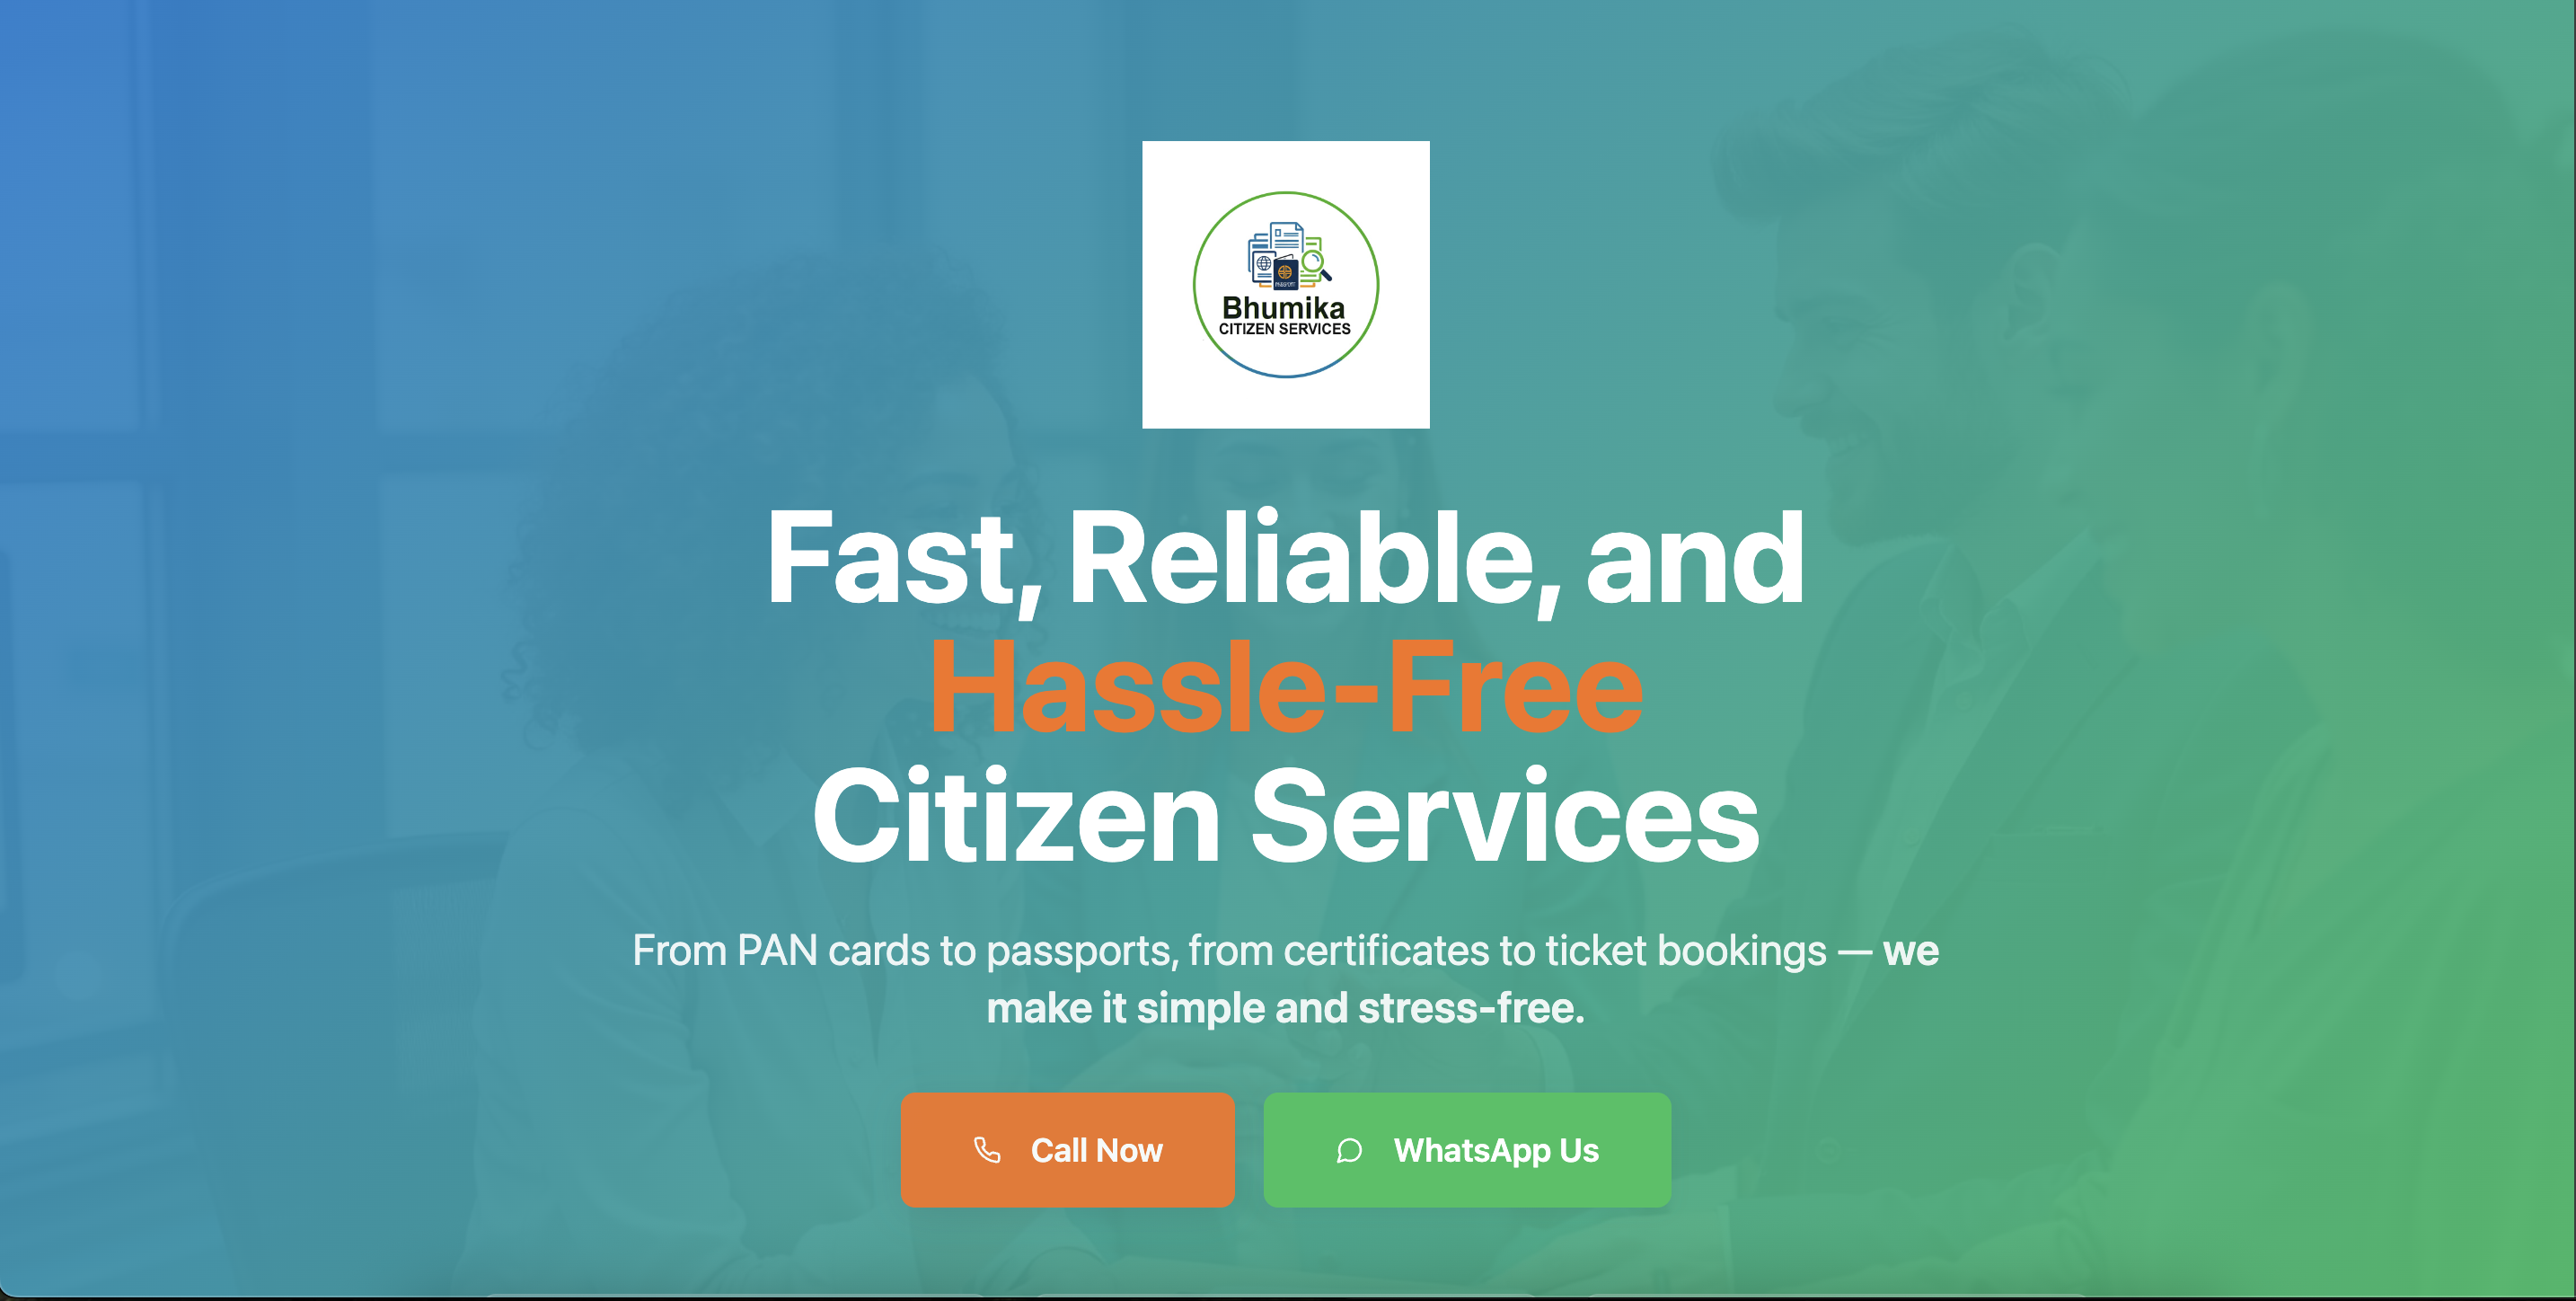 Bhumika
CITIZEN SERVICES
Fast, Reliable, and
Hassle-Free
Citizen Services
From PAN cards to passports, from certificates to ticket bookings — we
make it simple and stress-free.
Call Now
WhatsApp Us